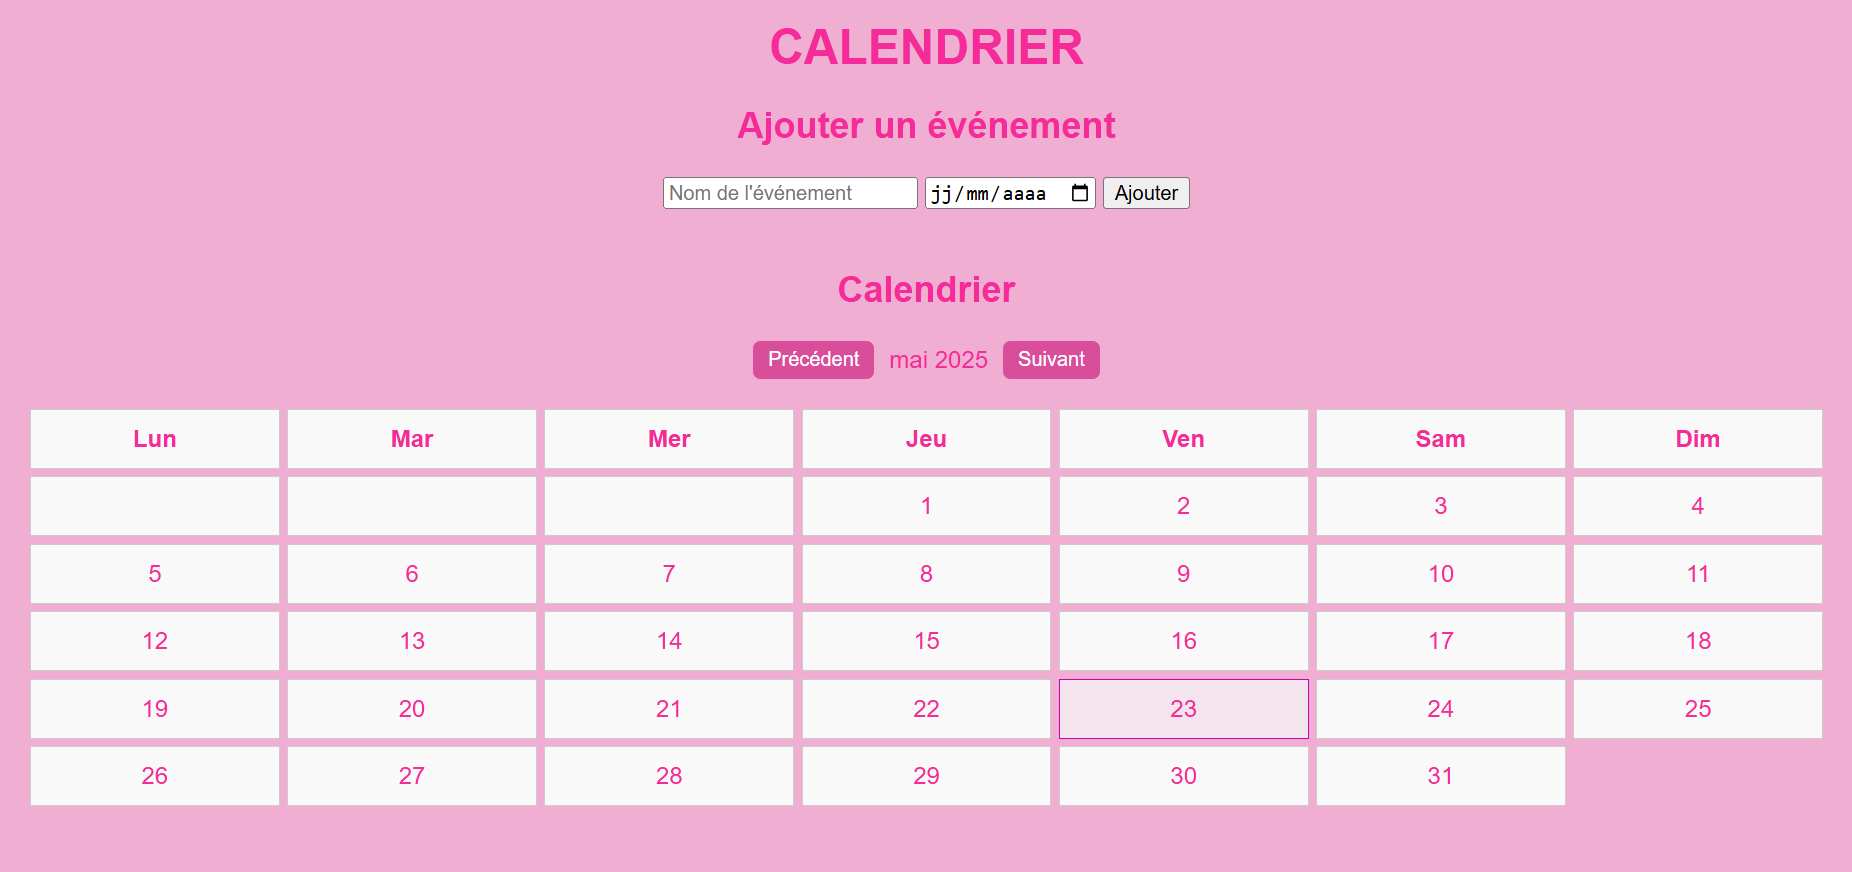 CALENDRIER
Ajouter un événement
Nom de l'événement jj/mm/aaaa Ajouter
Calendrier
Précédent mai 2025 Suivant
Lun Mar Mer Jeu Ven Sam Dim
1 2 3 4
5 6 7 8 9 10 11
12 13 14 15 16 17 18
19 20 21 22 23 24 25
26 27 28 29 30 31